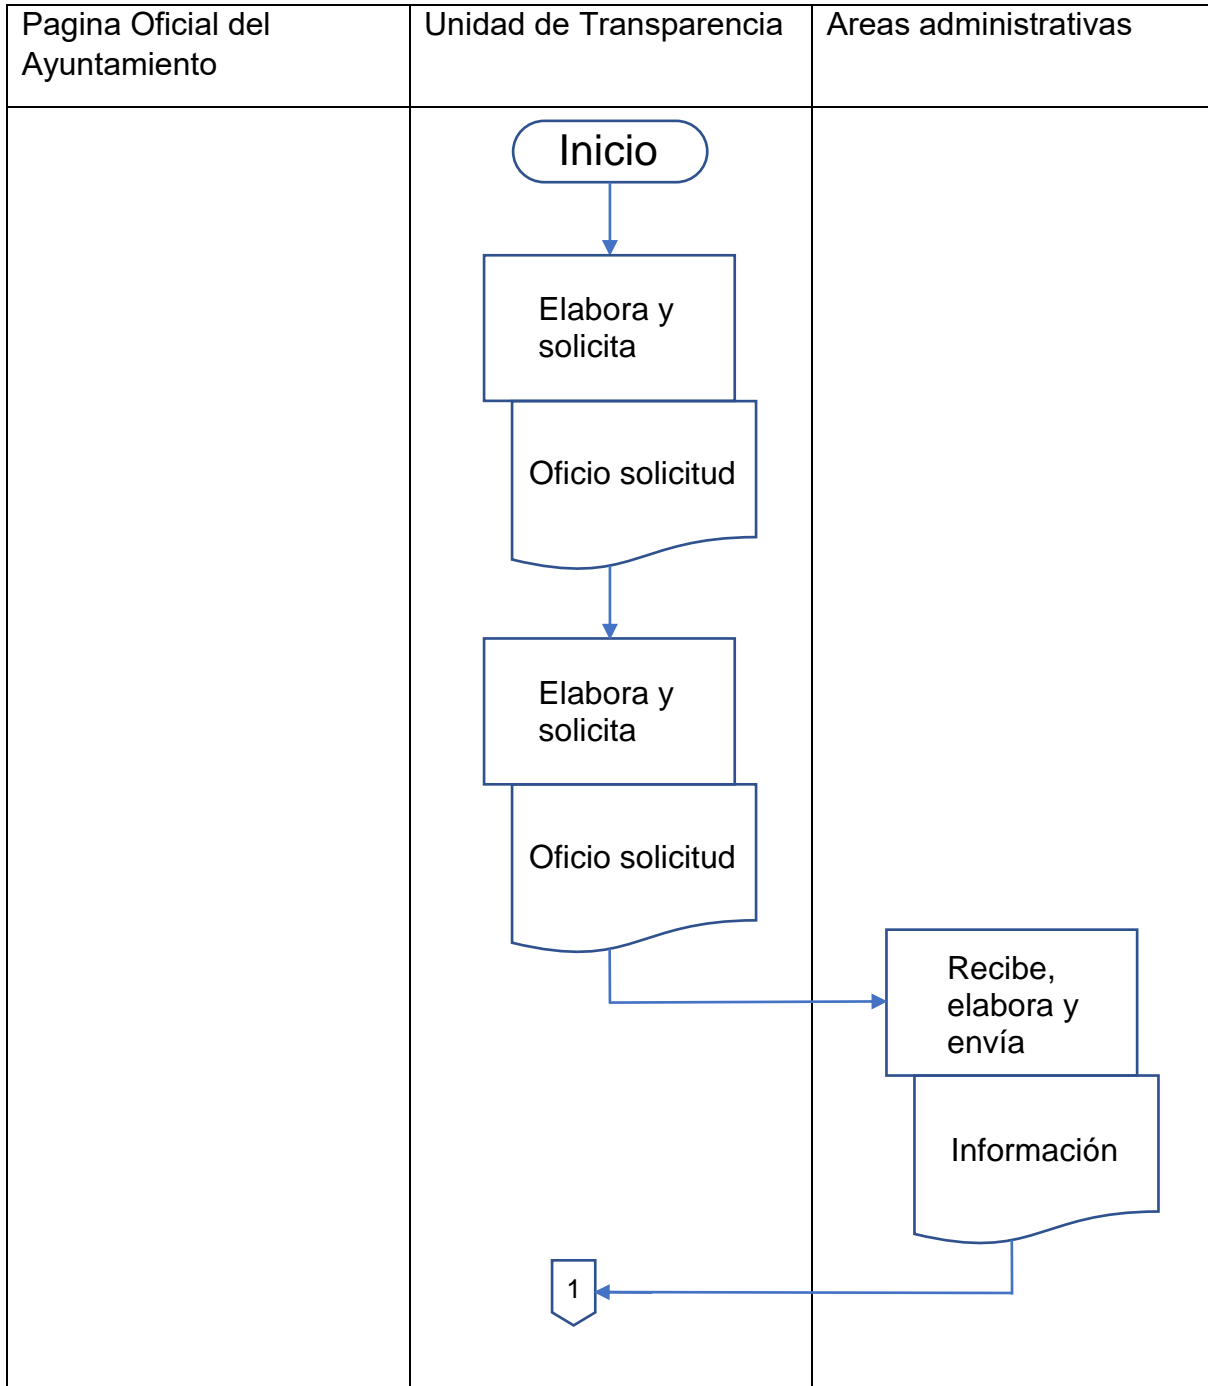 Pagina Oficial del
Ayuntamiento
Unidad de Transparencia
Areas administrativas
Inicio
Elabora y
solicita
Oficio solicitud
Elabora y
solicita
Oficio solicitud
Recibe,
elabora y
envía
Información
1